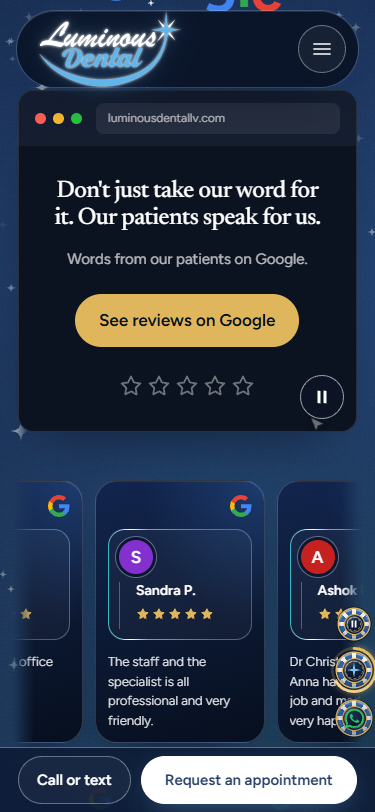 Luminous
Dental
luminousdentallv.com
Don't just take our word for
it. Our patients speak for us.
Words from our patients on Google.
See reviews on Google
S
Sandra P.
The staff and the
specialist is all
professional and very
friendly.
office
A
Ashok
Dr Chris
Anna ha
job and m
very hap
Call or text
Request an appointment